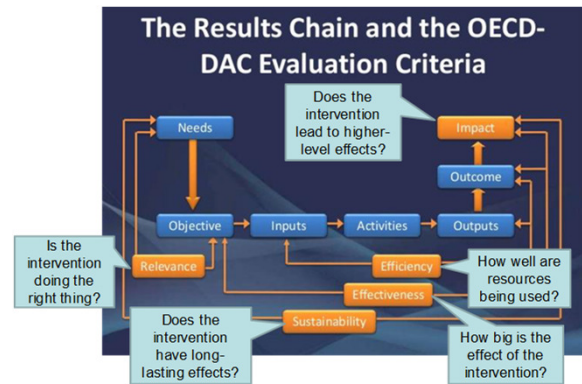 The Results Chain and the OECD-
DAC Evaluation Criteria
Does the
intervention
lead to higher-
level effects?
Needs
Impact
Outcome
Objective
Inputs
Activities
Outputs
Is the
intervention
doing the
right thing?
Relevance
Efficiency
How well are
resources
being used?
Effectiveness
Does the
intervention
have long-
lasting effects?
Sustainability
How big is the
effect of the
intervention?